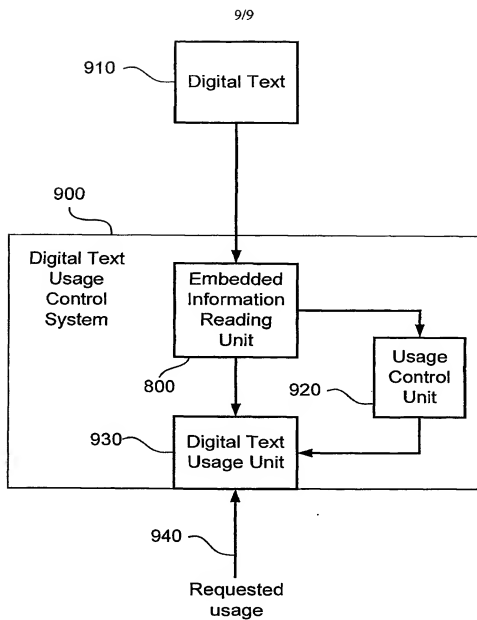 9/9
910
Digital Text
900
Digital Text
Usage
Control
System
Embedded
Information
Reading
Unit
800
Usage
Control
Unit
920
930
Digital Text
Usage Unit
940
Requested
usage